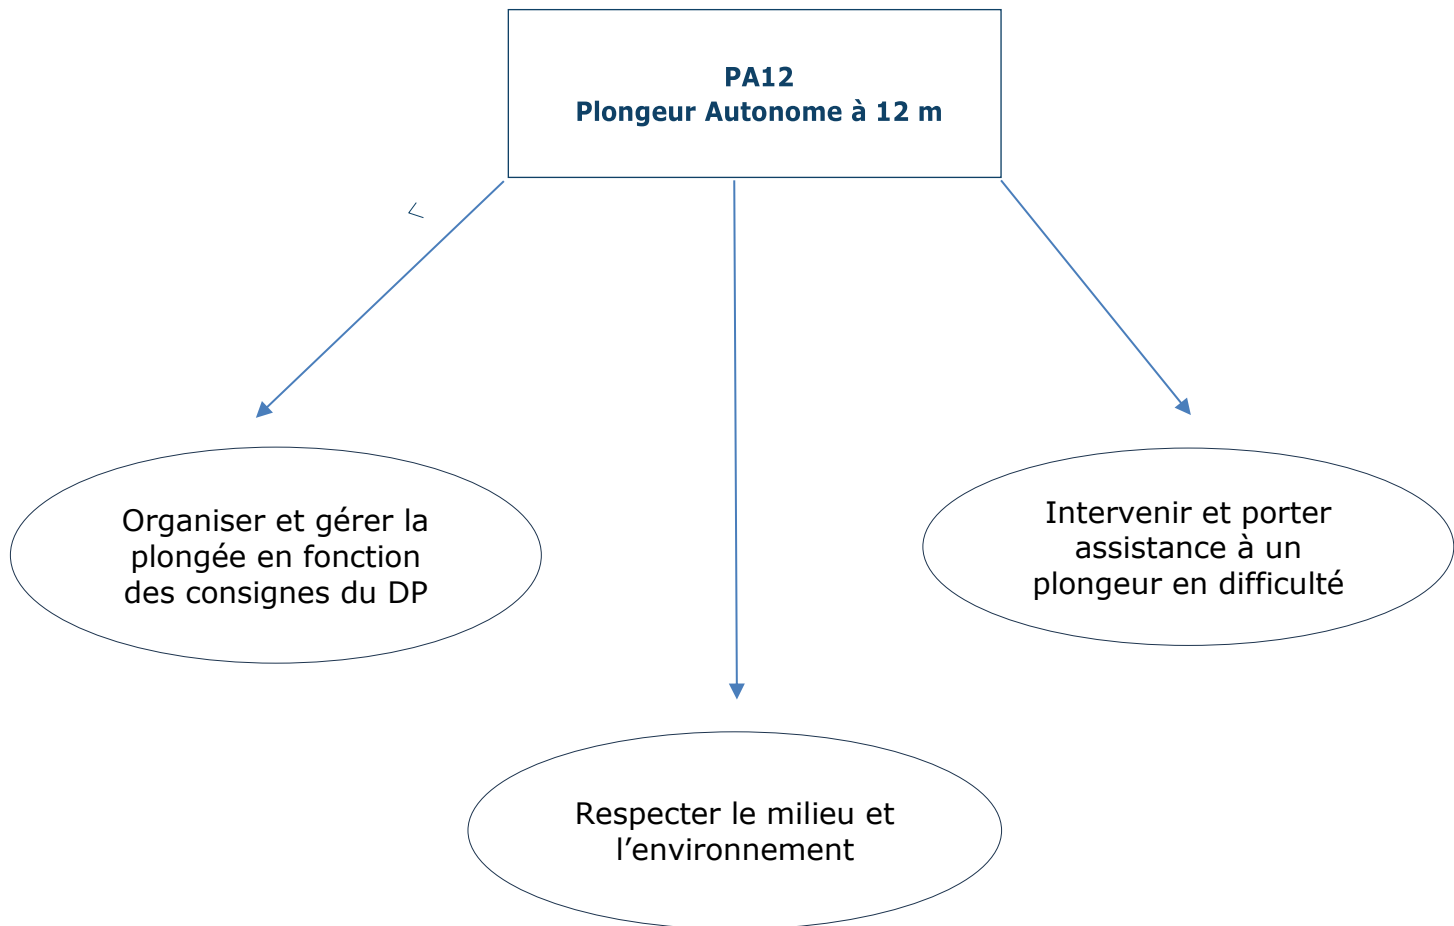 PA12
Plongeur Autonome à 12 m
Organiser et gérer la
plongée en fonction
des consignes du DP
Intervenir et porter
assistance à un
plongeur en difficulté
Respecter le milieu et
l’environnement